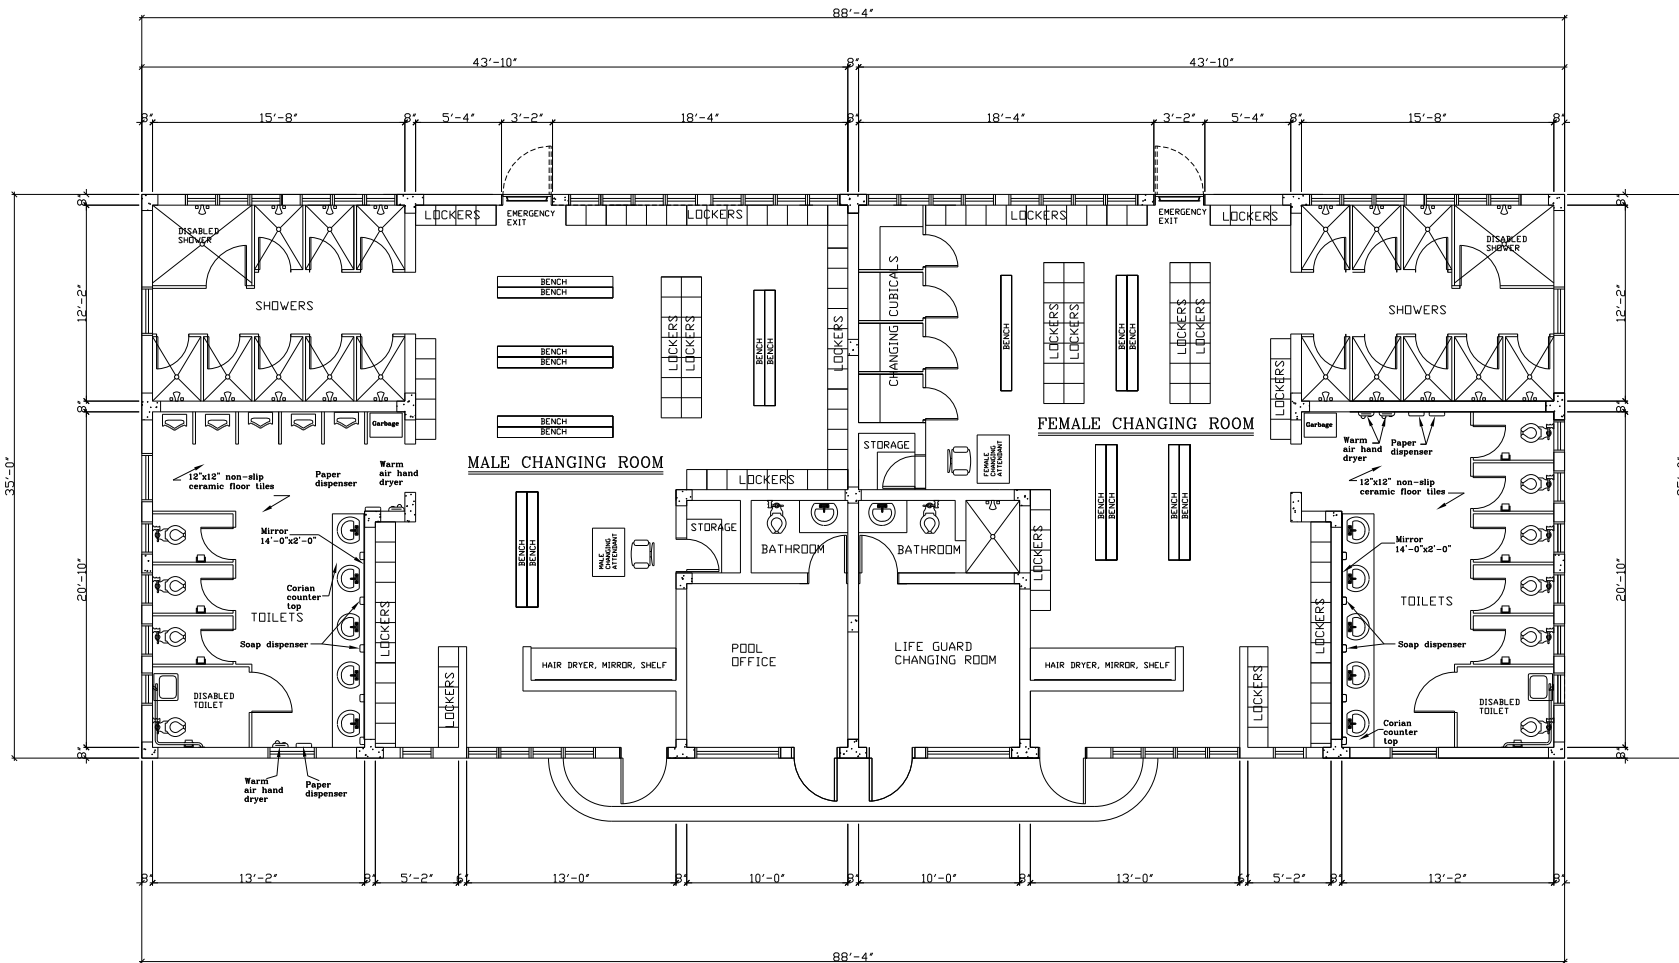 88'-4"
43'-10"
8"
43'-10"
8"
15'-8"
8"
5'-4"
3'-2"
18'-4"
8"
18'-4"
3'-2"
5'-4"
8"
15'-8"
8"
8"
8"
LOCKERS
EMERGENCY
EXIT
LOCKERS
LOCKERS
EMERGENCY
EXIT
LOCKERS
DISABLED
SHOWER
DISABLED
SHOWER
SHOWERS
SHOWERS
12'-2"
12'-2"
BENCH
BENCH
BENCH
BENCH
BENCH
BENCH
LOCKERS
LOCKERS
BENCH
BENCH
LOCKERS
CHANGING CUBICALS
BENCH
LOCKERS
LOCKERS
BENCH
BENCH
LOCKERS
LOCKERS
LOCKERS
8"
8"
Garbage
Garbage
FEMALE CHANGING ROOM
MALE CHANGING ROOM
STORAGE
FEMALE
CHANGING
ATTENDANT
Warm
air hand
dryer
Paper
dispenser
12"x12" non-slip
ceramic floor tiles
Paper
dispenser
Warm
air hand
dryer
12"x12" non-slip
ceramic floor tiles
LOCKERS
35'-0"
BENCH
BENCH
BENCH
BENCH
BENCH
BENCH
Mirror
14'-0"x2'-0"
Mirror
14'-0"x2'-0"
STORAGE
BATHROOM
BATHROOM
MALE
CHANGING
ATTENDANT
LOCKERS
20'-10"
20'-10"
Corian
counter
top
TOILETS
TOILETS
LOCKERS
LOCKERS
Soap dispenser
Soap dispenser
POOL
OFFICE
LIFE GUARD
CHANGING ROOM
HAIR DRYER, MIRROR, SHELF
HAIR DRYER, MIRROR, SHELF
LOCKERS
LOCKERS
DISABLED
TOILET
DISABLED
TOILET
Corian
counter
top
8"
8"
Warm
air hand
dryer
Paper
dispenser
8"
13'-2"
8"
5'-2"
6"
13'-0"
8"
10'-0"
8"
10'-0"
8"
13'-0"
6"
5'-2"
8"
13'-2"
8"
88'-4"